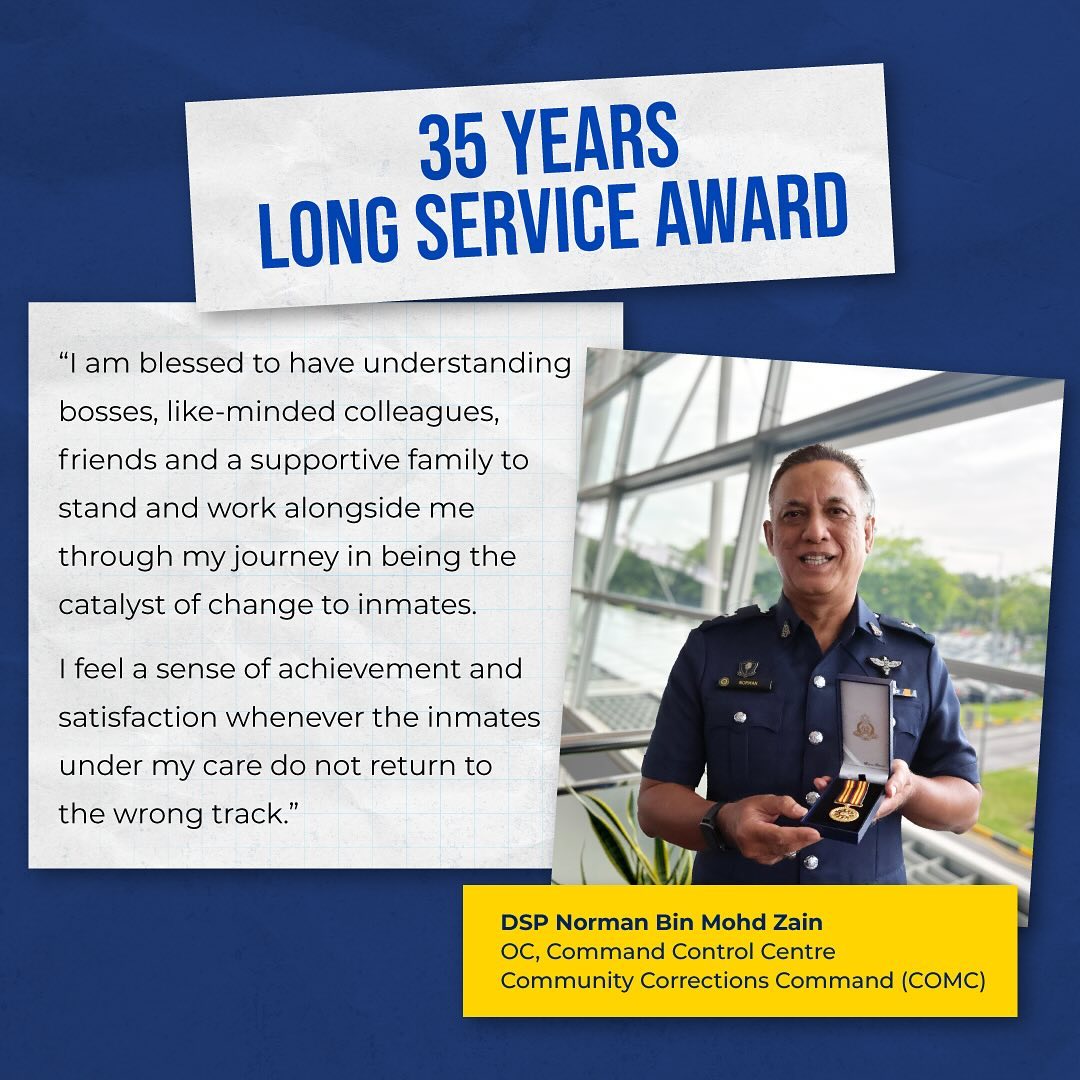 35 YEARS
LONG SERVICE AWARD
“I am blessed to have understanding
bosses, like-minded colleagues,
friends and a supportive family to
stand and work alongside me
through my journey in being the
catalyst of change to inmates.
I feel a sense of achievement and
satisfaction whenever the inmates
under my care do not return to
the wrong track.”
NORMAN
DSP Norman Bin Mohd Zain
OC, Command Control Centre
Community Corrections Command (COMC)